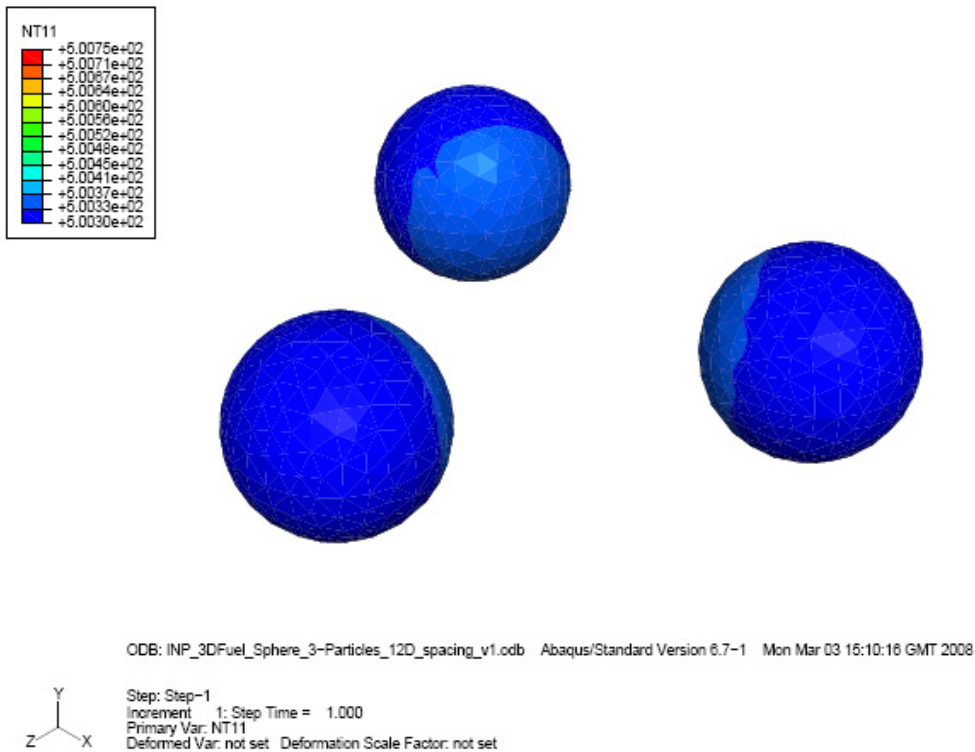 NT11
+5.0075e+02
+5.0071e+02
+5.0067e+02
+5.0064e+02
+5.0060e+02
+5.0056e+02
+5.0052e+02
+5.0048e+02
+5.0045e+02
+5.0041e+02
+5.0037e+02
+5.0033e+02
+5.0030e+02
ODB: INP_3DFuel_Sphere_3-Particles_12D_spacing_v1.odb Abaqus/Standard Version 6.7-1 Mon Mar 03 15:10:16 GMT 2008
Y
Z
X
Step: Step-1
Increment 1: Step Time = 1.000
Primary Var: NT11
Deformed Var: not set Deformation Scale Factor: not set